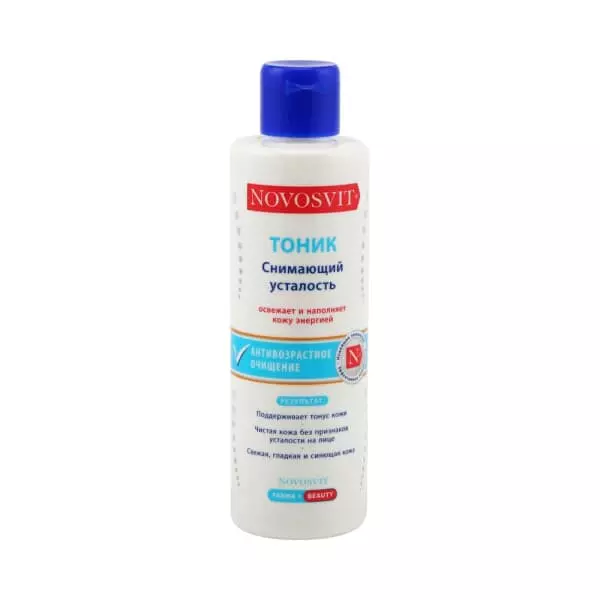 NOVOSVIT
ТОНИК
Снимающий
усталость
освежает и наполняет
кожу энергией
АНТИВОЗРАСТНОЕ
ОЧИЩЕНИЕ
N
РЕЗУЛЬТАТ:
Поддерживает тонус кожи
Чистая кожа без признаков
усталости на лице
Свежая, гладкая и сияющая кожа
NOVOSVIT
PARMA + BEAUTY